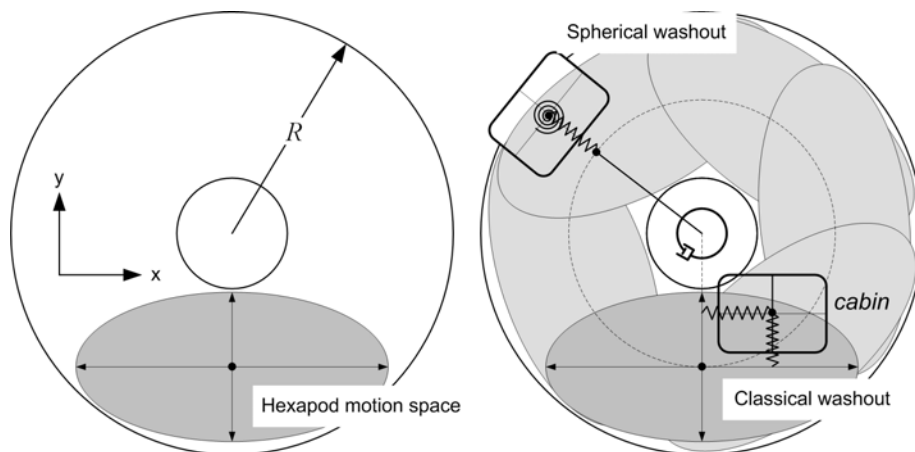 R
y
x
Hexapod motion space
Spherical washout
cabin
Classical washout